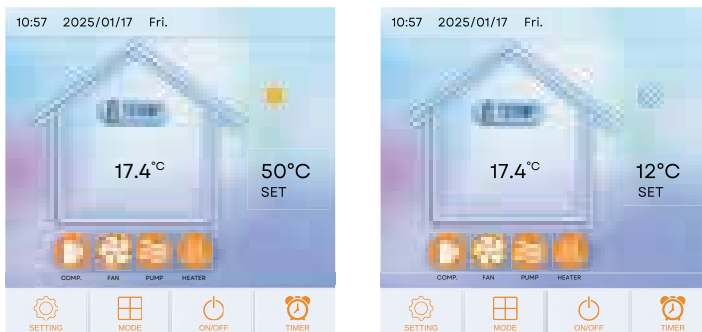 10:57 2025/01/17 Fri.
TEMP
17.4°C
50°C
SET
COMP. FAN PUMP HEATER
SETTING MODE ON/OFF TIMER
10:57 2025/01/17 Fri.
TEMP
17.4°C
12°C
SET
COMP. FAN PUMP HEATER
SETTING MODE ON/OFF TIMER